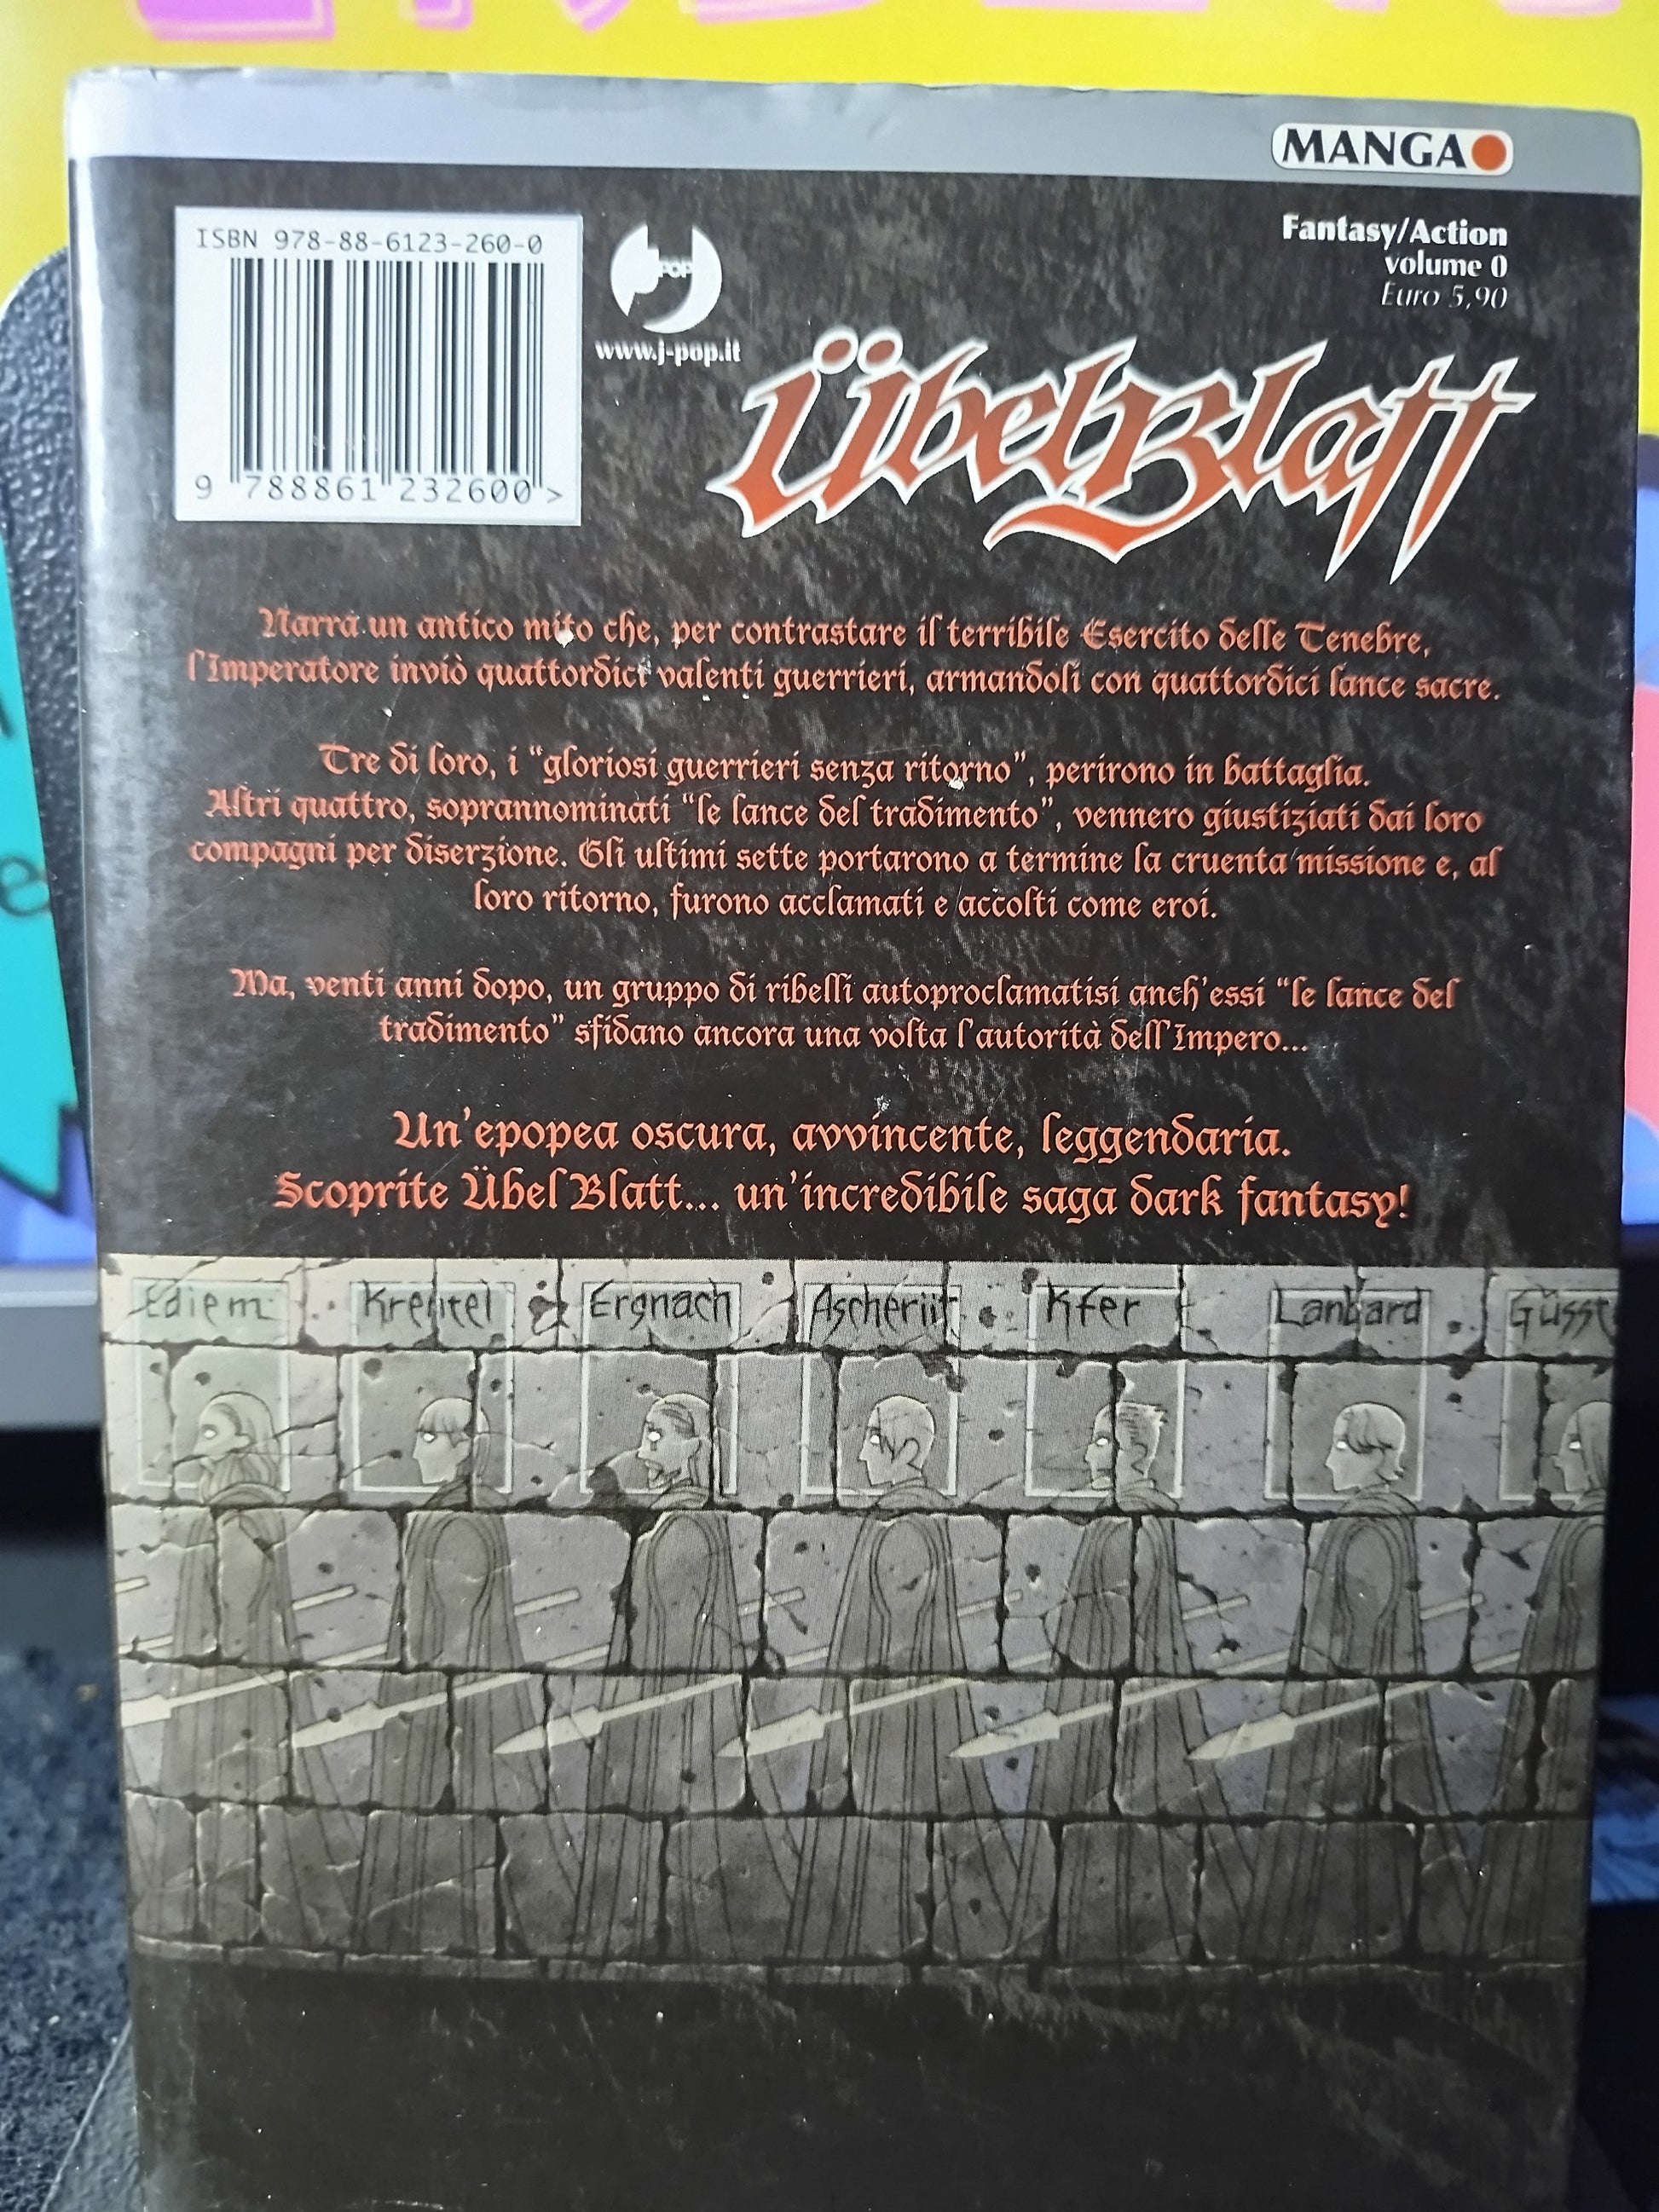 MANGA
ISBN 978-88-6123-260-0
9 788861 232600 >
POP
www.j-pop.it
Fantasy/Action
volume 0
Euro 5,90
ÜbelBlatt
Narra un antico mito che, per contrastare il terribile Esercito delle Tenebre,
l'Imperatore inviò quattordici valenti guerrieri, armandoli con quattordici lance sacre.
Tre di loro, i "gloriosi guerrieri senza ritorno", perirono in battaglia.
Altri quattro, soprannominati "le lance del tradimento", vennero giustiziati dai loro
compagni per diserzione. Gli ultimi sette portarono a termine la cruenta missione e, al
loro ritorno, furono acclamati e accolti come eroi.
Ma, venti anni dopo, un gruppo di ribelli autoproclamatisi anch'essi "le lance del
tradimento" sfidano ancora una volta l'autorità dell'Impero...
Un'epopea oscura, avvincente, leggendaria.
Scoprite Übel Blatt... un'incredibile saga dark fantasy!
Ediem Krentel Ergnach Ascheriit Kfer Lanbard Güsst